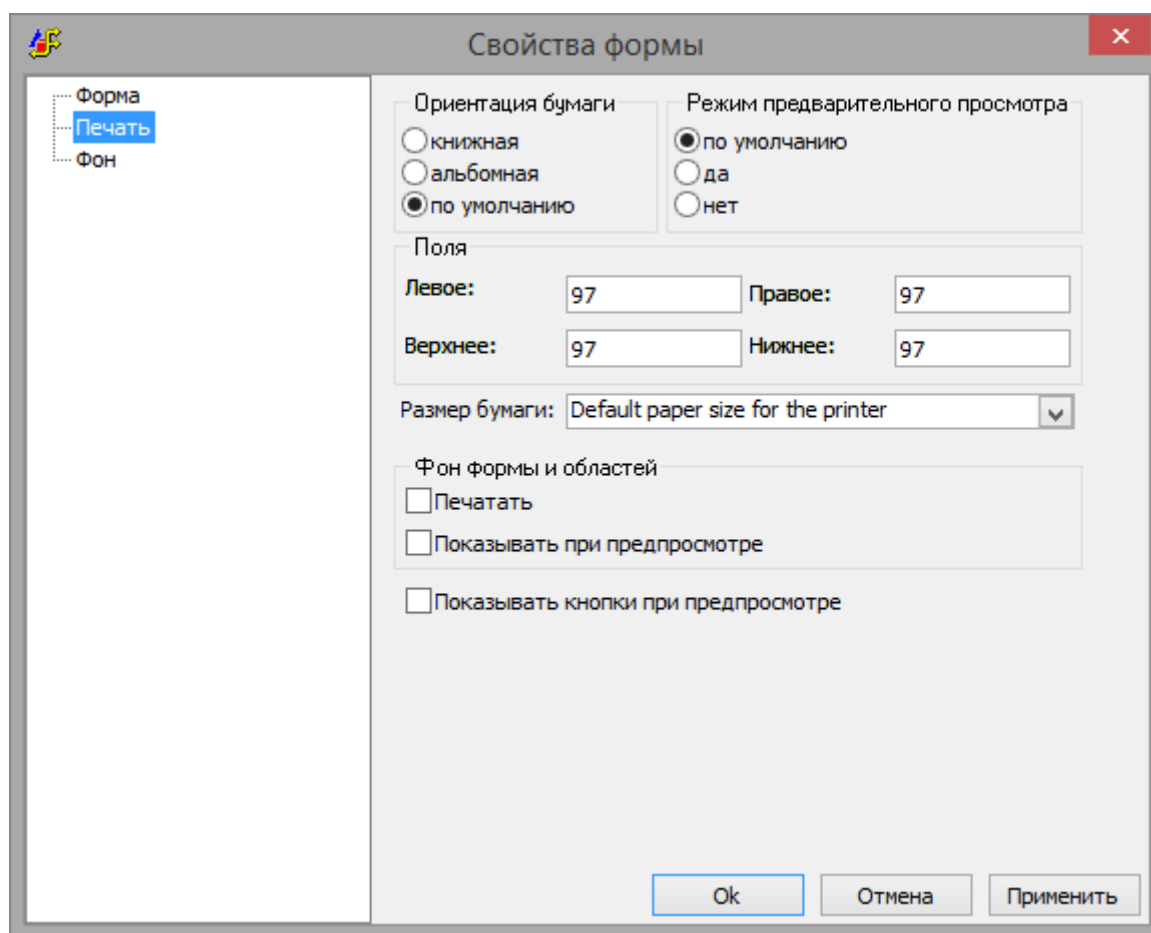 Свойства формы
Форма
Печать
Фон
Ориентация бумаги
книжная
альбомная
по умолчанию
Режим предварительного просмотра
по умолчанию
да
нет
Поля
Левое: 97 Правое: 97
Верхнее: 97 Нижнее: 97
Размер бумаги: Default paper size for the printer
Фон формы и областей
Печатать
Показывать при предпросмотре
Показывать кнопки при предпросмотре
Ok Отмена Применить